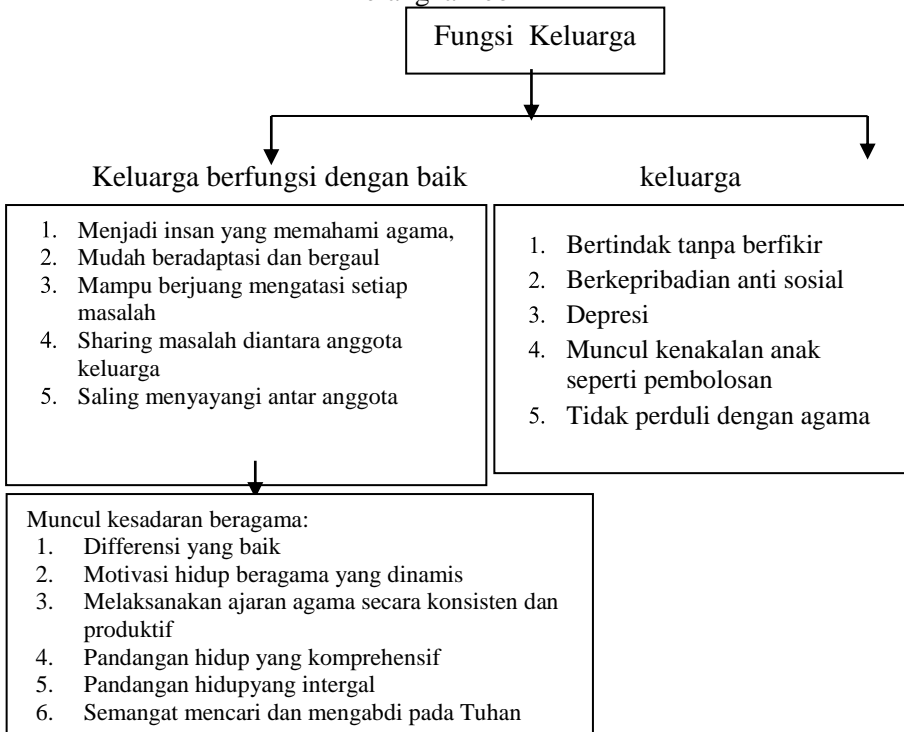 Fungsi Keluarga
Keluarga berfungsi dengan baik
keluarga
1. Menjadi insan yang memahami agama,
2. Mudah beradaptasi dan bergaul
3. Mampu berjuang mengatasi setiap
masalah
4. Sharing masalah diantara anggota
keluarga
5. Saling menyayangi antar anggota
1. Bertindak tanpa berfikir
2. Berkepribadian anti sosial
3. Depresi
4. Muncul kenakalan anak
seperti pembolosan
5. Tidak perduli dengan agama
Muncul kesadaran beragama:
1. Differensi yang baik
2. Motivasi hidup beragama yang dinamis
3. Melaksanakan ajaran agama secara konsisten dan
produktif
4. Pandangan hidup yang komprehensif
5. Pandangan hidupyang intergal
6. Semangat mencari dan mengabdi pada Tuhan